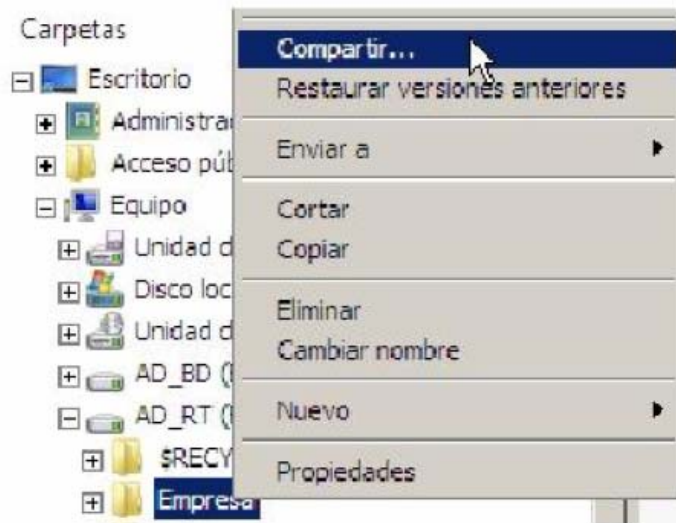 Carpetas
Escritorio
Administra
Acceso púb
Equipo
Unidad d
Disco loc
Unidad d
AD_BD (
AD_RT (
$RECY
Empresa
Compartir...
Restaurar versiones anteriores
Enviar a
Cortar
Copiar
Eliminar
Cambiar nombre
Nuevo
Propiedades